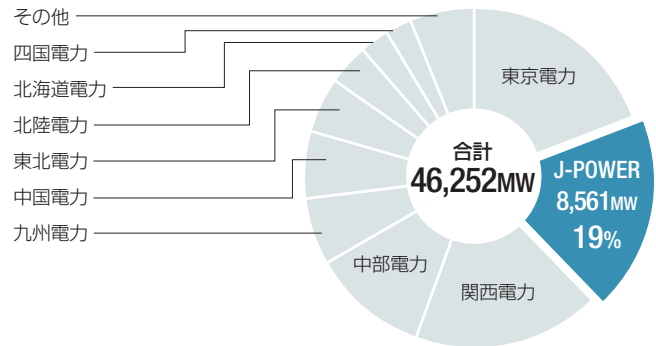 その他
四国電力
北海道電力
北陸電力
東北電力
中国電力
九州電力
中部電力
関西電力
東京電力
J-POWER
8,561MW
19%
合計
46,252MW